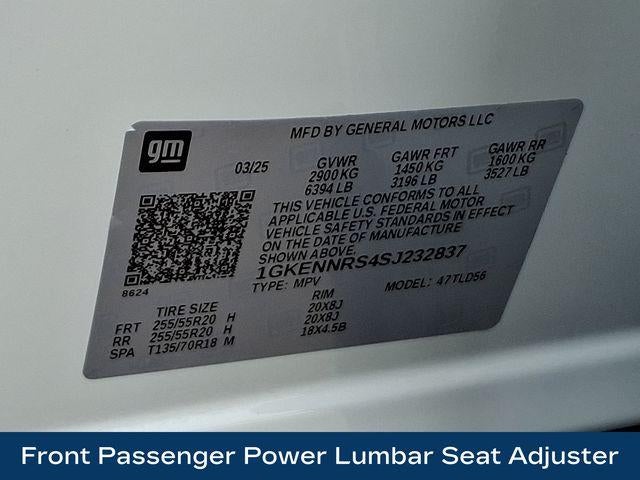 gm
MFD BY GENERAL MOTORS LLC
03/25 GVWR GAWR FRT GAWR RR
2900 KG 1450 KG 1600 KG
6394 LB 3196 LB 3527 LB
THIS VEHICLE CONFORMS TO ALL
APPLICABLE U.S. FEDERAL MOTOR
VEHICLE SAFETY STANDARDS IN EFFECT
ON THE DATE OF MANUFACTURE
SHOWN ABOVE.
1GKENNRS4SJ232837
TYPE: MPV MODEL: 47TLD56
8624
TIRE SIZE RIM
FRT 255/55R20 H 20X8J
RR 255/55R20 H 20X8J
SPA T135/70R18 M 18X4.5B
Front Passenger Power Lumbar Seat Adjuster